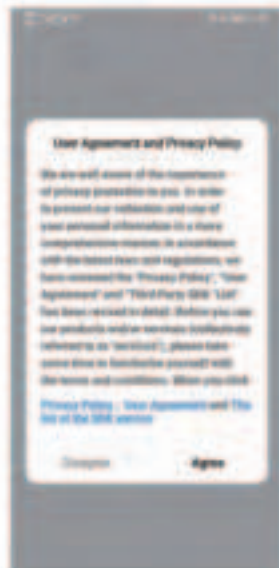 User Agreement and Privacy Policy
We are well aware of the importance
of privacy protection to you. In order
to present our collection and use of
your personal information in a more
comprehensive manner, in accordance
with the latest laws and regulations, we
have reviewed the "Privacy Policy", "User
Agreement" and "Third-Party SDK List"
has been revised in detail. Before you use
our products and/or services (collectively
referred to as "services"), please take
some time to familiarize yourself with
the terms and conditions. When you click
Privacy Policy, User Agreement and The
list of the SDK service
Disagree Agree